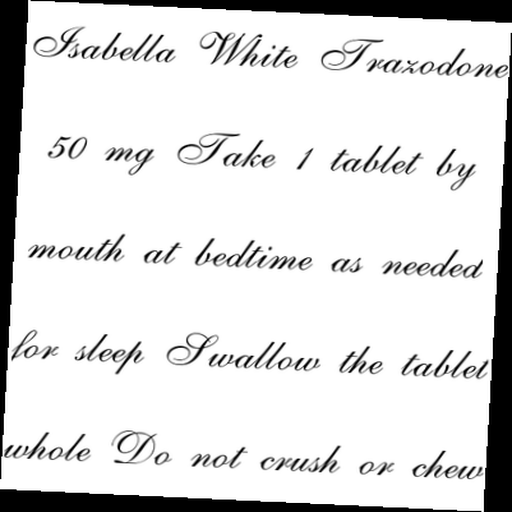 Isabella White Trazodone
50 mg Take 1 tablet by
mouth at bedtime as needed
for sleep Swallow the tablet
whole Do not crush or chew